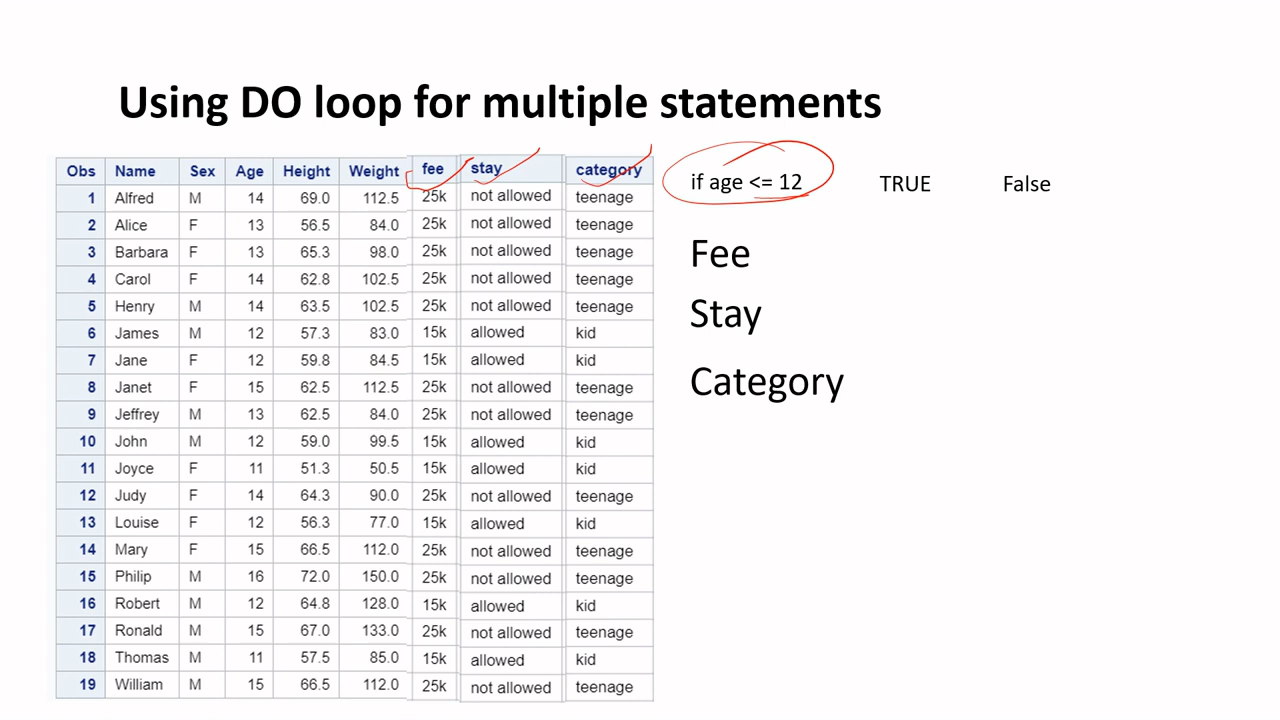 Using DO loop for multiple statements
Obs Name Sex Age Height Weight fee stay category
1 Alfred M 14 69.0 112.5 25k not allowed teenage
2 Alice F 13 56.5 84.0 25k not allowed teenage
3 Barbara F 13 65.3 98.0 25k not allowed teenage
4 Carol F 14 62.8 102.5 25k not allowed teenage
5 Henry M 14 63.5 102.5 25k not allowed teenage
6 James M 12 57.3 83.0 15k allowed kid
7 Jane F 12 59.8 84.5 15k allowed kid
8 Janet F 15 62.5 112.5 25k not allowed teenage
9 Jeffrey M 13 62.5 84.0 25k not allowed teenage
10 John M 12 59.0 99.5 15k allowed kid
11 Joyce F 11 51.3 50.5 15k allowed kid
12 Judy F 14 64.3 90.0 25k not allowed teenage
13 Louise F 12 56.3 77.0 15k allowed kid
14 Mary F 15 66.5 112.0 25k not allowed teenage
15 Philip M 16 72.0 150.0 25k not allowed teenage
16 Robert M 12 64.8 128.0 15k allowed kid
17 Ronald M 15 67.0 133.0 25k not allowed teenage
18 Thomas M 11 57.5 85.0 15k allowed kid
19 William M 15 66.5 112.0 25k not allowed teenage
if age <= 12 TRUE False
Fee
Stay
Category